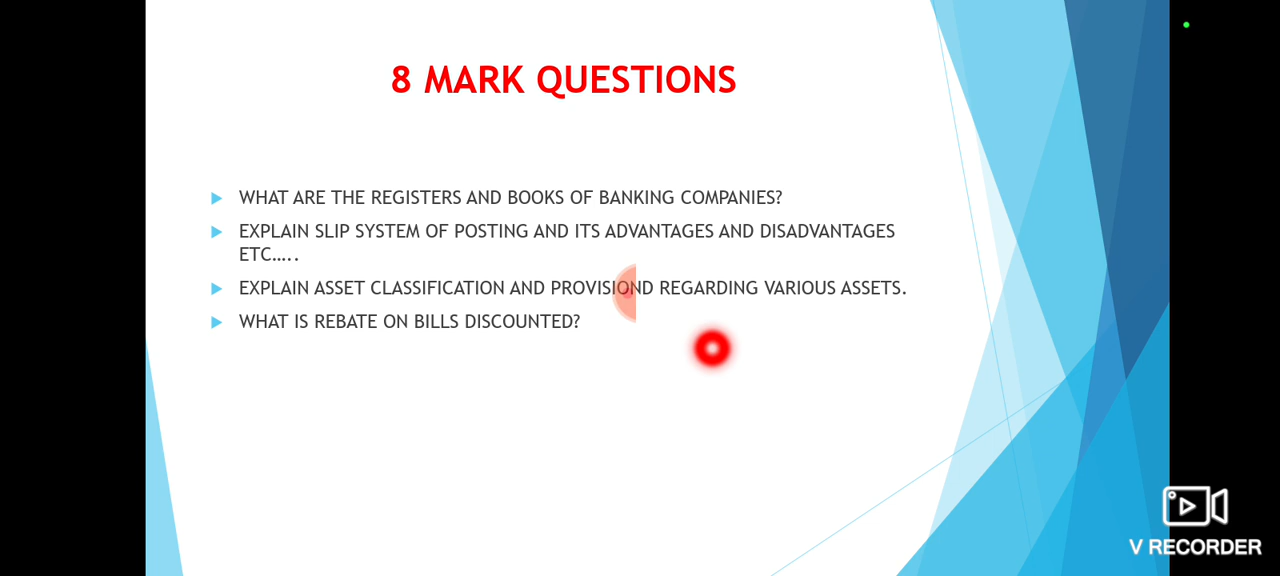 8 MARK QUESTIONS
WHAT ARE THE REGISTERS AND BOOKS OF BANKING COMPANIES?
EXPLAIN SLIP SYSTEM OF POSTING AND ITS ADVANTAGES AND DISADVANTAGES
ETC.....
EXPLAIN ASSET CLASSIFICATION AND PROVISIOND REGARDING VARIOUS ASSETS.
WHAT IS REBATE ON BILLS DISCOUNTED?
V RECORDER